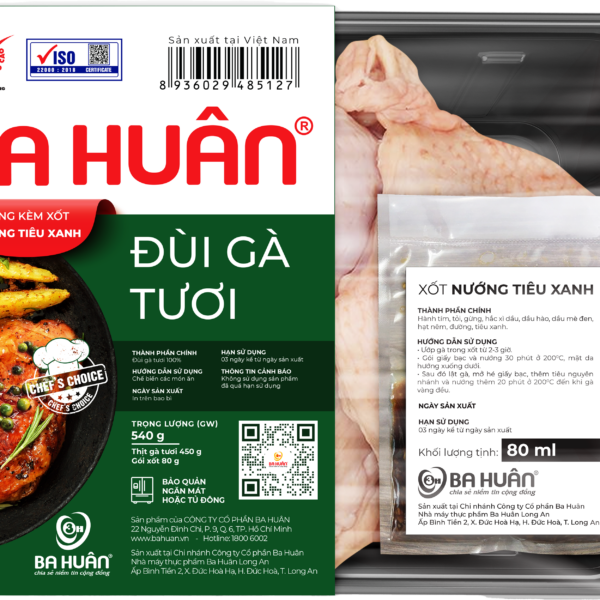 ISO
22000 : 2018 CERTIFICATE
Sản xuất tại Việt Nam
8 936029 485127
A HUÂN®
NG KÈM XỐT
NG TIÊU XANH
ĐÙI GÀ
TƯƠI
CHEF'S CHOICE
CHEF'S CHOICE
THÀNH PHẦN CHÍNH
Đùi gà tươi 100%
HƯỚNG DẪN SỬ DỤNG
Chế biến các món ăn
NGÀY SẢN XUẤT
In trên bao bì
HẠN SỬ DỤNG
03 ngày kể từ ngày sản xuất
THÔNG TIN CẢNH BÁO
Không sử dụng sản phẩm
đã quá hạn sử dụng
TRỌNG LƯỢNG (GW)
540 g
Thịt gà tươi 450 g
Gói xốt 80 g
BA HUÂN
BẢO QUẢN
NGĂN MÁT
HOẶC TỦ ĐÔNG
3H
BA HUÂN®
chia sẻ niềm tin cộng đồng
Sản phẩm của CÔNG TY CỔ PHẦN BA HUÂN
22 Nguyễn Đình Chi, P. 9, Q. 6, TP. Hồ Chí Minh
www.bahuan.vn - Hotline: 1800 6002
Sản xuất tại Chi nhánh Công ty Cổ phần Ba Huân
Nhà máy thực phẩm Ba Huân Long An
Ấp Bình Tiền 2, X. Đức Hoà Hạ, H. Đức Hoà, T. Long An
XỐT NƯỚNG TIÊU XANH
THÀNH PHẦN CHÍNH
Hành tím, tỏi, gừng, hắc xì dầu, dầu hào, dầu mè đen,
hạt nêm, đường, tiêu xanh.
HƯỚNG DẪN SỬ DỤNG
• Ướp gà trong xốt từ 2-3 giờ.
• Gói giấy bạc và nướng 30 phút ở 200°C, mặt da
hướng xuống dưới.
• Sau đó lật gà, mở hé giấy bạc, thêm tiêu nguyên
nhánh và nướng thêm 20 phút ở 200°C đến khi gà
vàng đều.
NGÀY SẢN XUẤT
HẠN SỬ DỤNG
03 ngày kể từ ngày sản xuất
Khối lượng tịnh: 80 ml
3H BA HUÂN®
chia sẻ niềm tin cộng đồng
Sản xuất tại Chi nhánh Công ty Cổ phần Ba Huân
Nhà máy thực phẩm Ba Huân Long An
Ấp Bình Tiền 2, X. Đức Hoà Hạ, H. Đức Hoà, T. Long An